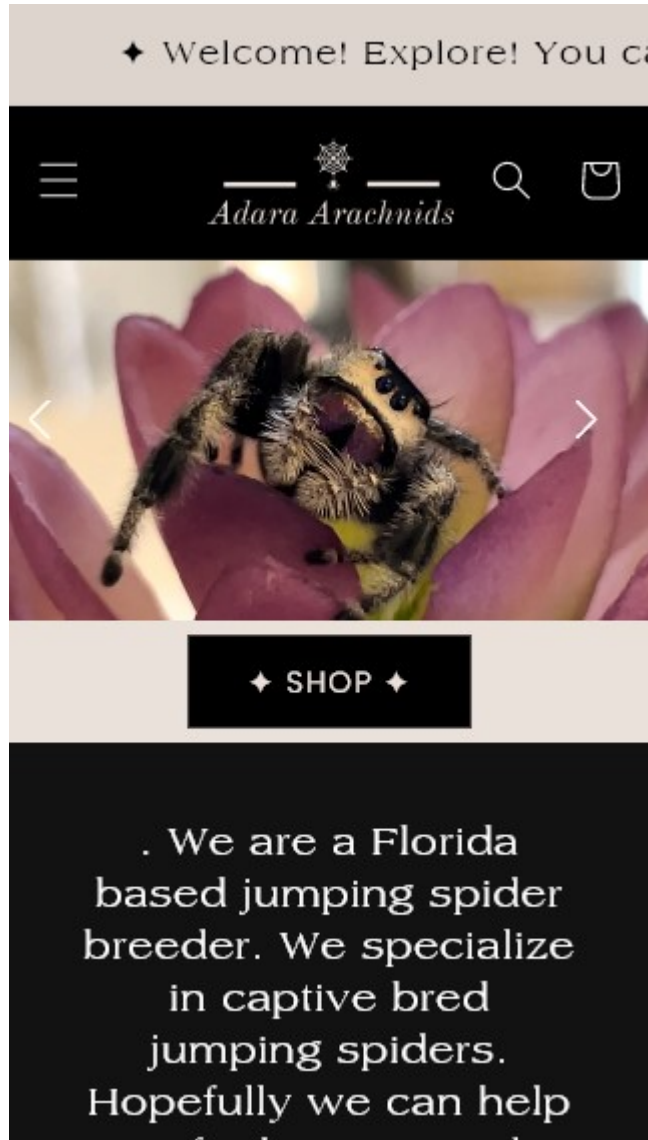 ✦ Welcome! Explore! You
Adara Arachnids
✦ SHOP ✦
. We are a Florida
based jumping spider
breeder. We specialize
in captive bred
jumping spiders.
Hopefully we can help